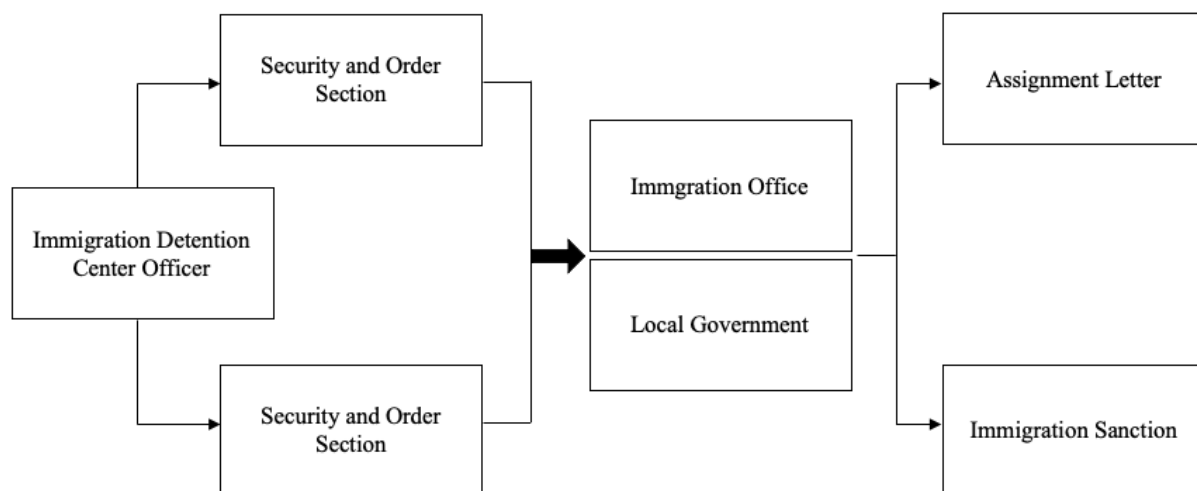 Security and Order
Section
Assignment Letter
Immgration Office
Immigration Detention
Center Officer
Local Government
Security and Order
Section
Immigration Sanction